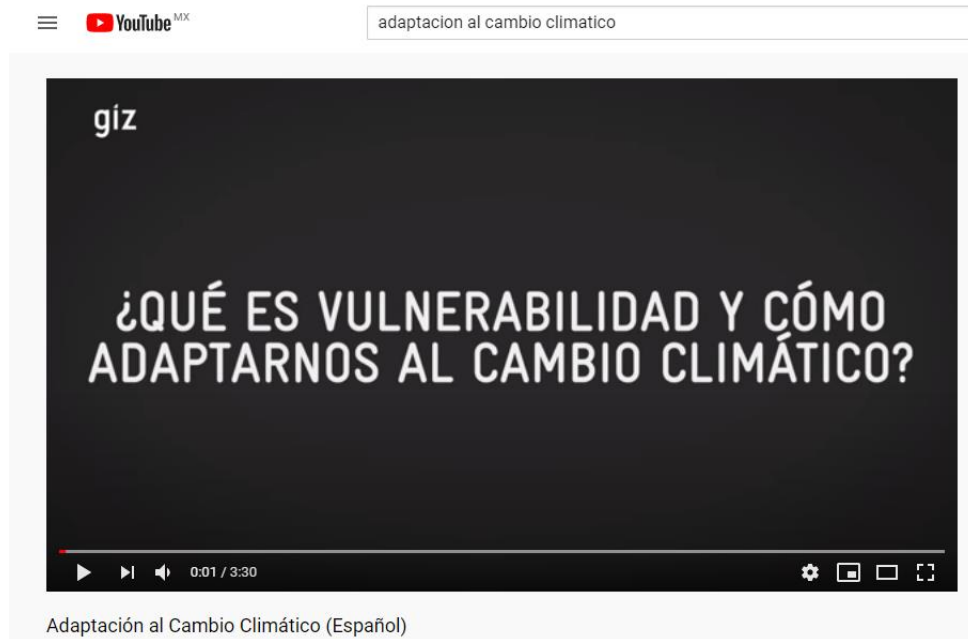 YouTube MX
adaptacion al cambio climatico
giz
¿QUÉ ES VULNERABILIDAD Y CÓMO
ADAPTARNOS AL CAMBIO CLIMÁTICO?
0:01 / 3:30
Adaptación al Cambio Climático (Español)